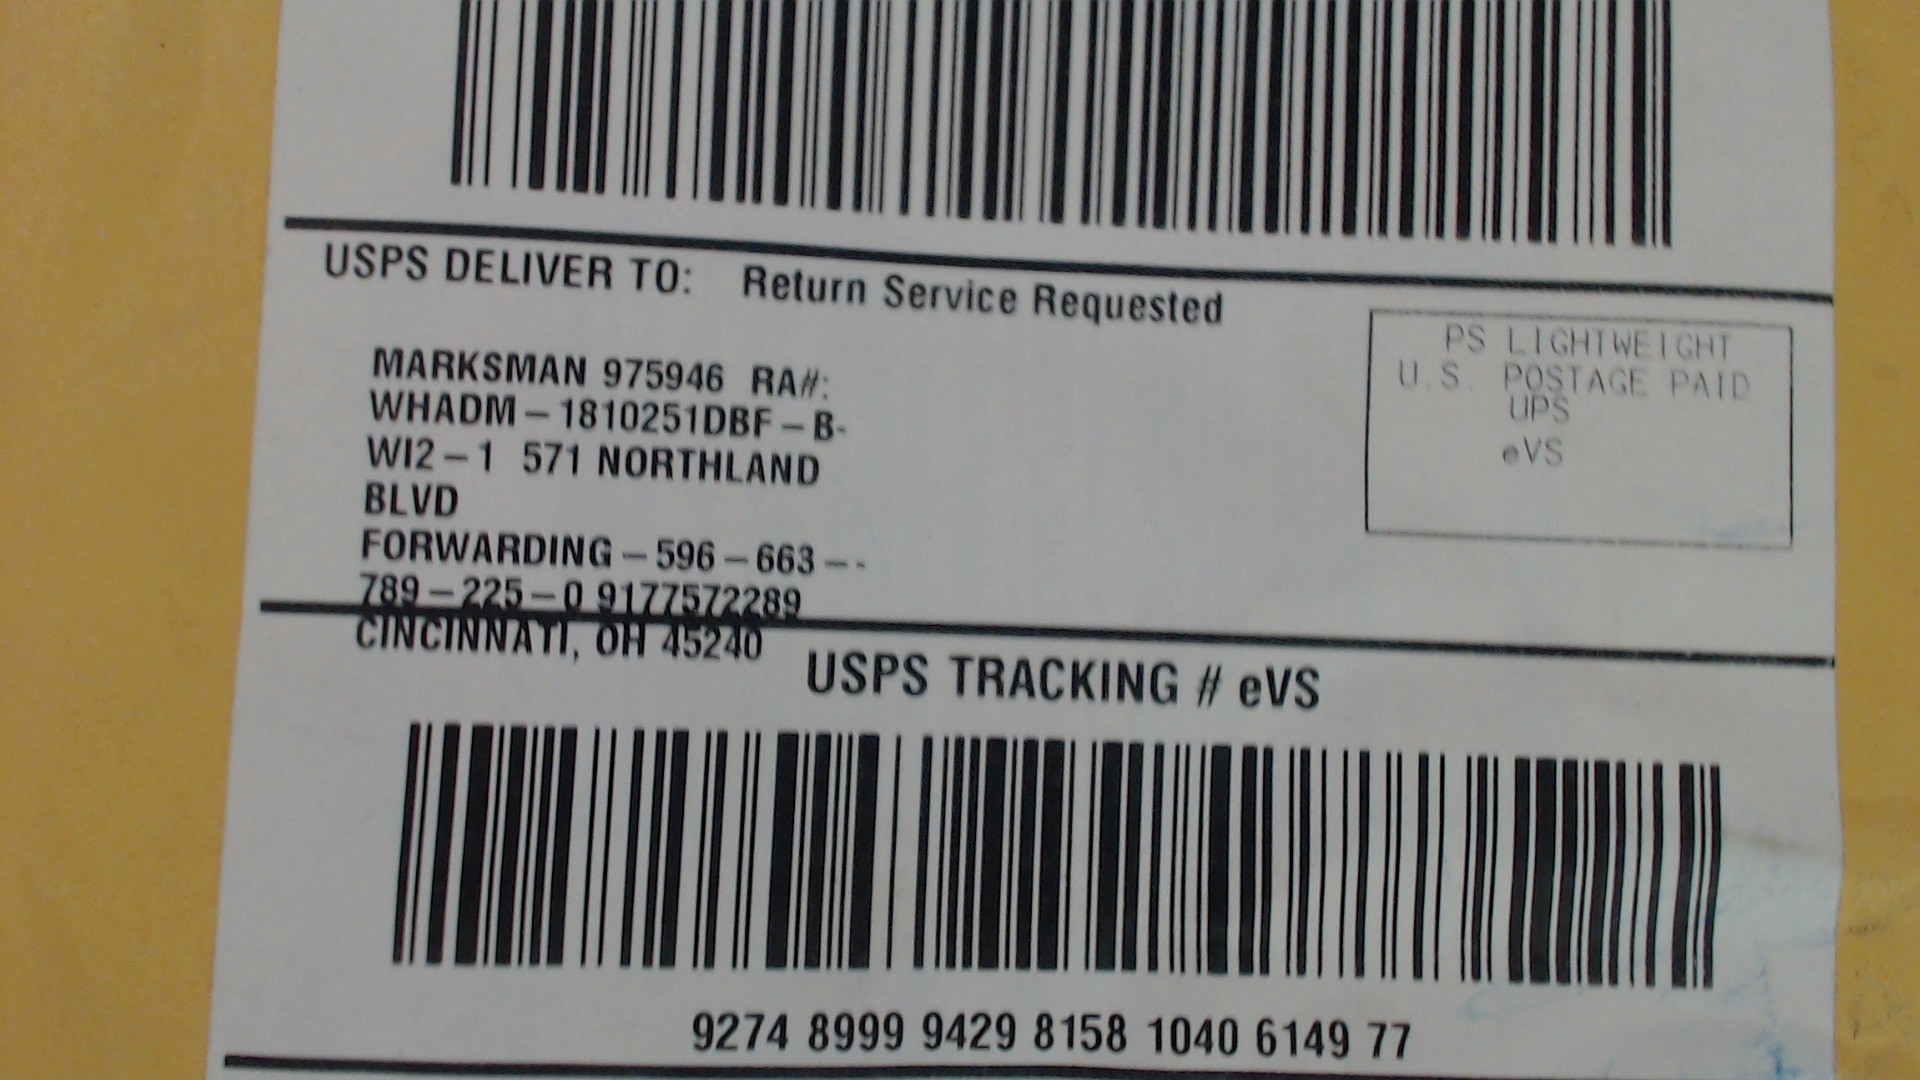 USPS DELIVER TO: Return Service Requested
PS LIGHTWEIGHT
U.S. POSTAGE PAID
UPS
eVS
MARKSMAN 975946 RA#:
WHADM-1810251DBF-B-
WI2-1 571 NORTHLAND
BLVD
FORWARDING-596-663--
789-225-0 9177572289
CINCINNATI, OH 45240
USPS TRACKING # eVS
9274 8999 9429 8158 1040 6149 77